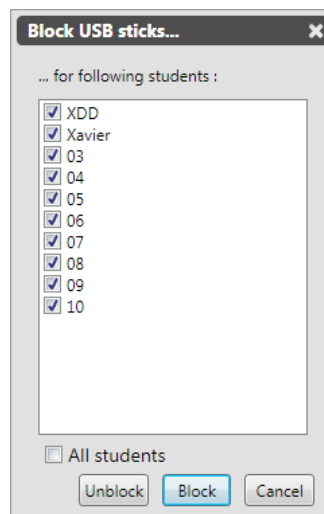 Block USB sticks...
... for following students :
XDD
Xavier
03
04
05
06
07
08
09
10
All students
Unblock Block Cancel